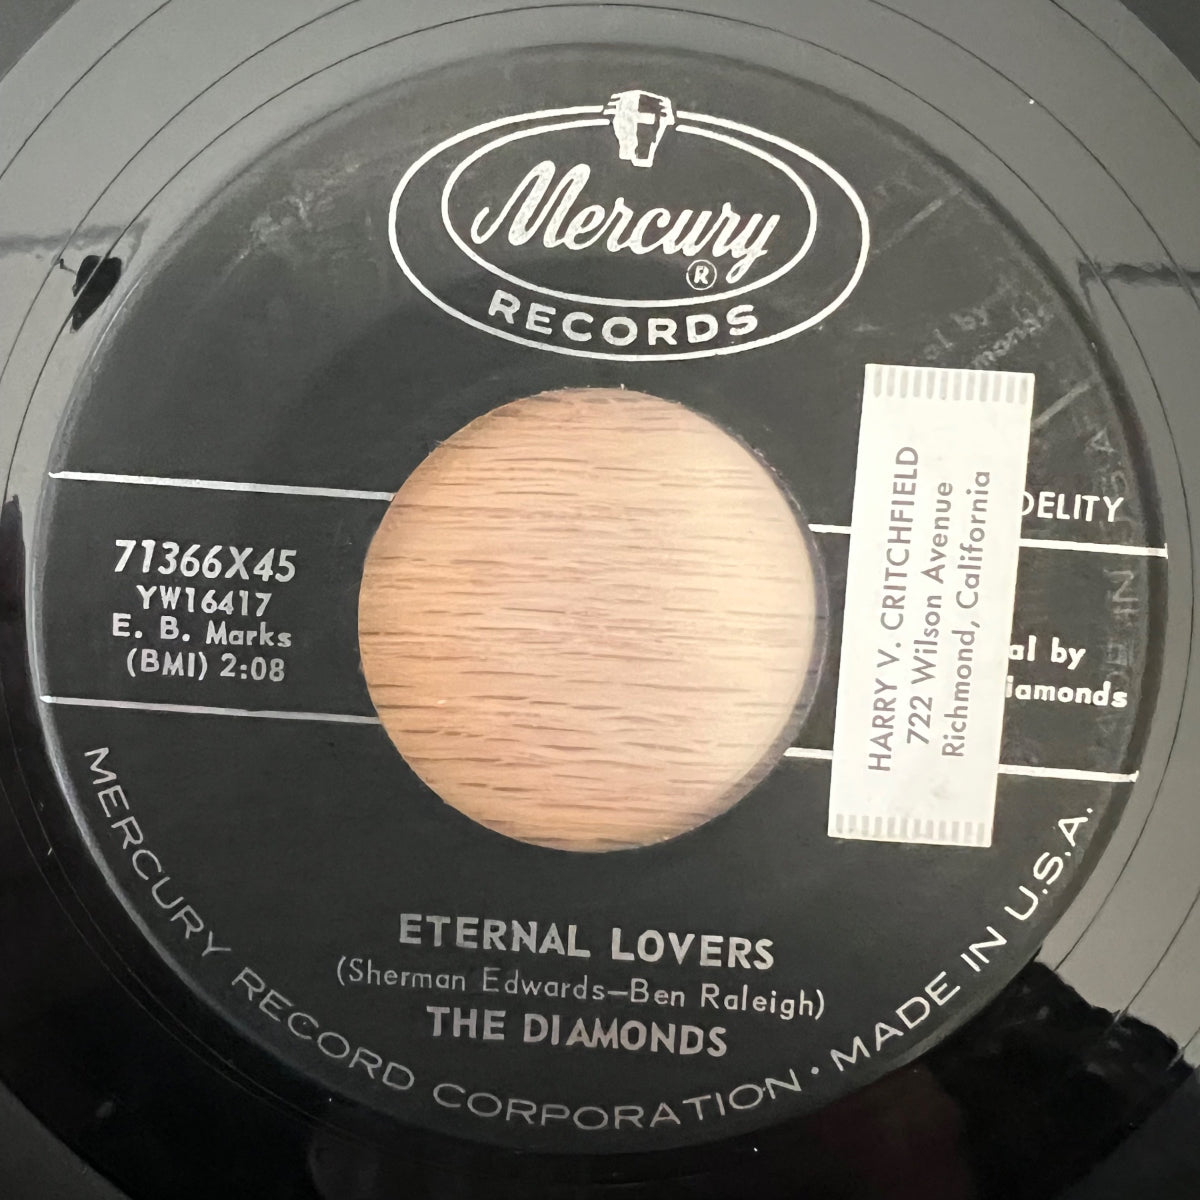 Mercury
®
RECORDS
DELITY
71366X45
YW16417
E. B. Marks
(BMI) 2:08
HARRY V. CRITCHFIELD
722 Wilson Avenue
Richmond, California
al by
iamonds
ETERNAL LOVERS
(Sherman Edwards—Ben Raleigh)
THE DIAMONDS
MERCURY RECORD CORPORATION • MADE IN U.S.A.